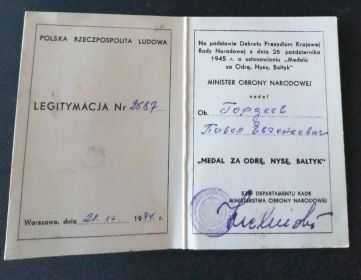 POLSKA RZECZPOSPOLITA LUDOWA
LEGITYMACJA Nr 2587
Warszawa, dnia 197
Na podstawie Dekretu Prezydium Krajowej
Rady Narodowej z dnia 26 października
1945 r. o ustanowieniu „Medalu
za Odrę, Nysę, Bałtyk”
MINISTER OBRONY NARODOWEJ
nadał
Ob. Гордеев
Павел Евгеневич
„MEDAL ZA ODRĘ, NYSĘ, BAŁTYK”
SZEF DEPARTAMENTU KADR
MINISTERSTWA OBRONY NARODOWEJ